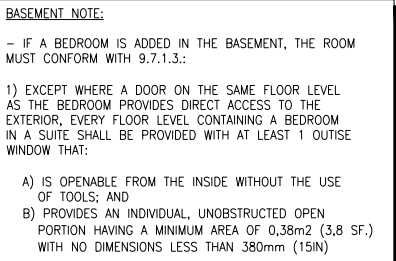 BASEMENT NOTE:
– IF A BEDROOM IS ADDED IN THE BASEMENT, THE ROOM
MUST CONFORM WITH 9.7.1.3.:
1) EXCEPT WHERE A DOOR ON THE SAME FLOOR LEVEL
AS THE BEDROOM PROVIDES DIRECT ACCESS TO THE
EXTERIOR, EVERY FLOOR LEVEL CONTAINING A BEDROOM
IN A SUITE SHALL BE PROVIDED WITH AT LEAST 1 OUTISE
WINDOW THAT:
A) IS OPENABLE FROM THE INSIDE WITHOUT THE USE
OF TOOLS; AND
B) PROVIDES AN INDIVIDUAL, UNOBSTRUCTED OPEN
PORTION HAVING A MINIMUM AREA OF 0,38m2 (3,8 SF.)
WITH NO DIMENSIONS LESS THAN 380mm (15IN)